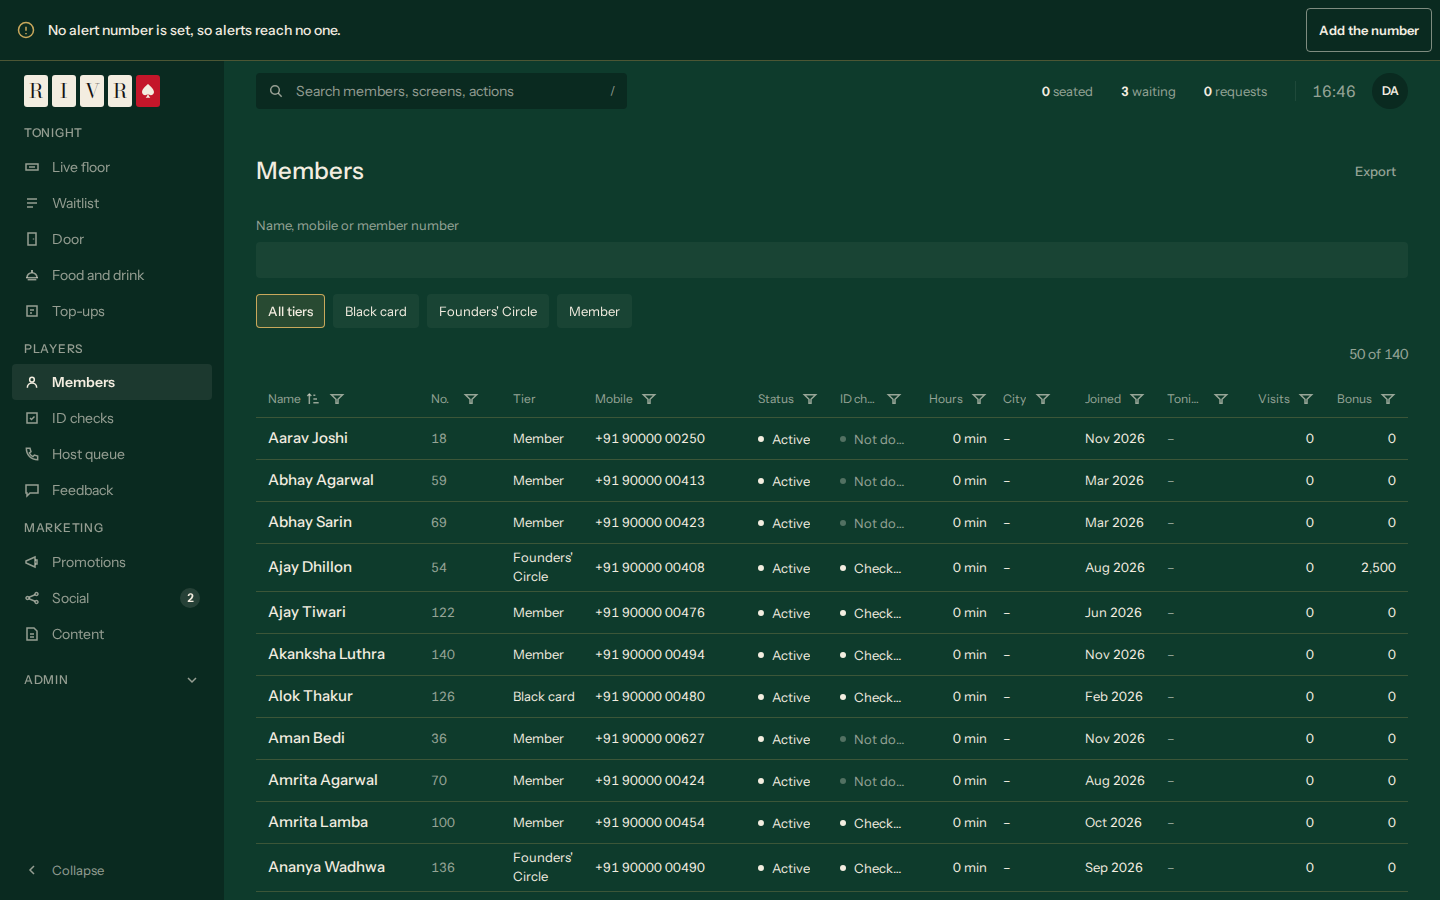 No alert number is set, so alerts reach no one.
Add the number
R I V R
Search members, screens, actions /
0 seated 3 waiting 0 requests 16:46 DA
TONIGHT
Live floor
Waitlist
Door
Food and drink
Top-ups
PLAYERS
Members
ID checks
Host queue
Feedback
MARKETING
Promotions
Social 2
Content
ADMIN
Collapse
Members
Export
Name, mobile or member number
All tiers Black card Founders' Circle Member
50 of 140
Name No. Tier Mobile Status ID ch... Hours City Joined Toni... Visits Bonus
Aarav Joshi 18 Member +91 90000 00250 Active Not do... 0 min – Nov 2026 – 0 0
Abhay Agarwal 59 Member +91 90000 00413 Active Not do... 0 min – Mar 2026 – 0 0
Abhay Sarin 69 Member +91 90000 00423 Active Not do... 0 min – Mar 2026 – 0 0
Ajay Dhillon 54 Founders' Circle +91 90000 00408 Active Check... 0 min – Aug 2026 – 0 2,500
Ajay Tiwari 122 Member +91 90000 00476 Active Check... 0 min – Jun 2026 – 0 0
Akanksha Luthra 140 Member +91 90000 00494 Active Check... 0 min – Nov 2026 – 0 0
Alok Thakur 126 Black card +91 90000 00480 Active Check... 0 min – Feb 2026 – 0 0
Aman Bedi 36 Member +91 90000 00627 Active Not do... 0 min – Nov 2026 – 0 0
Amrita Agarwal 70 Member +91 90000 00424 Active Not do... 0 min – Aug 2026 – 0 0
Amrita Lamba 100 Member +91 90000 00454 Active Check... 0 min – Oct 2026 – 0 0
Ananya Wadhwa 136 Founders' Circle +91 90000 00490 Active Check... 0 min – Sep 2026 – 0 0